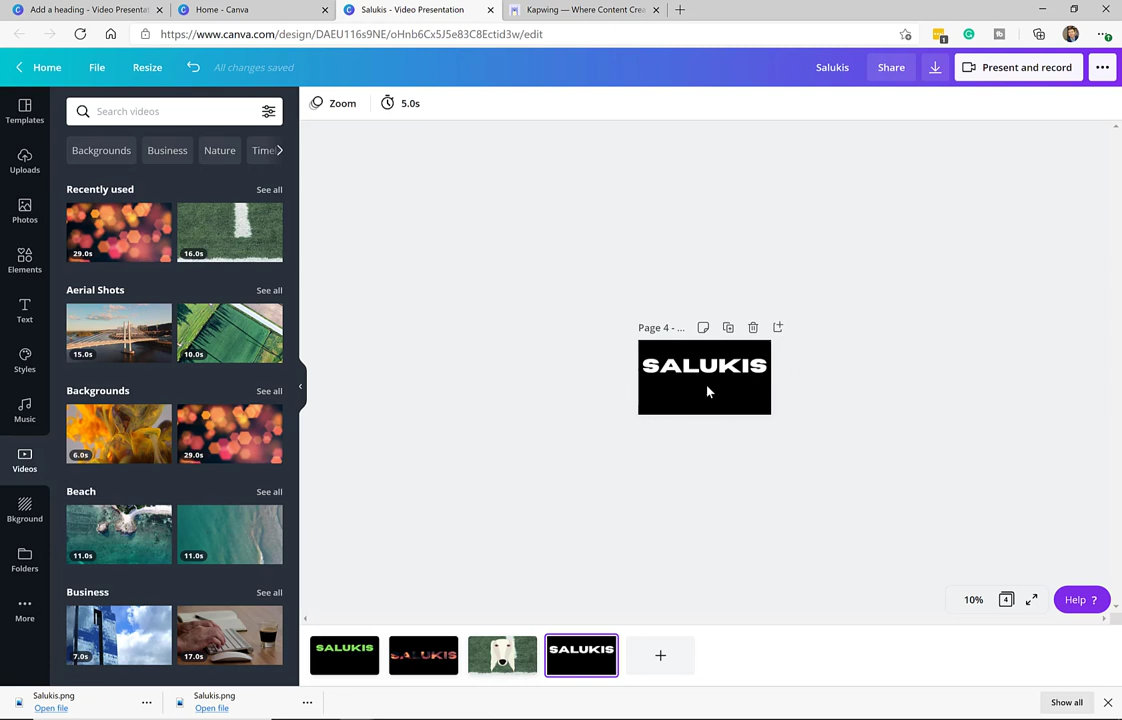 Add a heading - Video Presentat
Home - Canva
Salukis - Video Presentation
Kapwing — Where Content Crea
https://www.canva.com/design/DAEU116s9NE/oHnb6Cx5J5e83C8Ectid3w/edit
1
Home
File
Resize
All changes saved
Salukis
Share
Present and record
Templates
Uploads
Photos
Elements
Text
Styles
Music
Videos
Bkground
Folders
More
Search videos
Backgrounds
Business
Nature
Time
Recently used
See all
29.0s
16.0s
Aerial Shots
See all
15.0s
10.0s
Backgrounds
See all
6.0s
29.0s
Beach
See all
11.0s
11.0s
Business
See all
7.0s
17.0s
Zoom
5.0s
Page 4 - ...
SALUKIS
10%
4
Help ?
SALUKIS
SALUKIS
SALUKIS
Salukis.png
Open file
Salukis.png
Open file
Show all